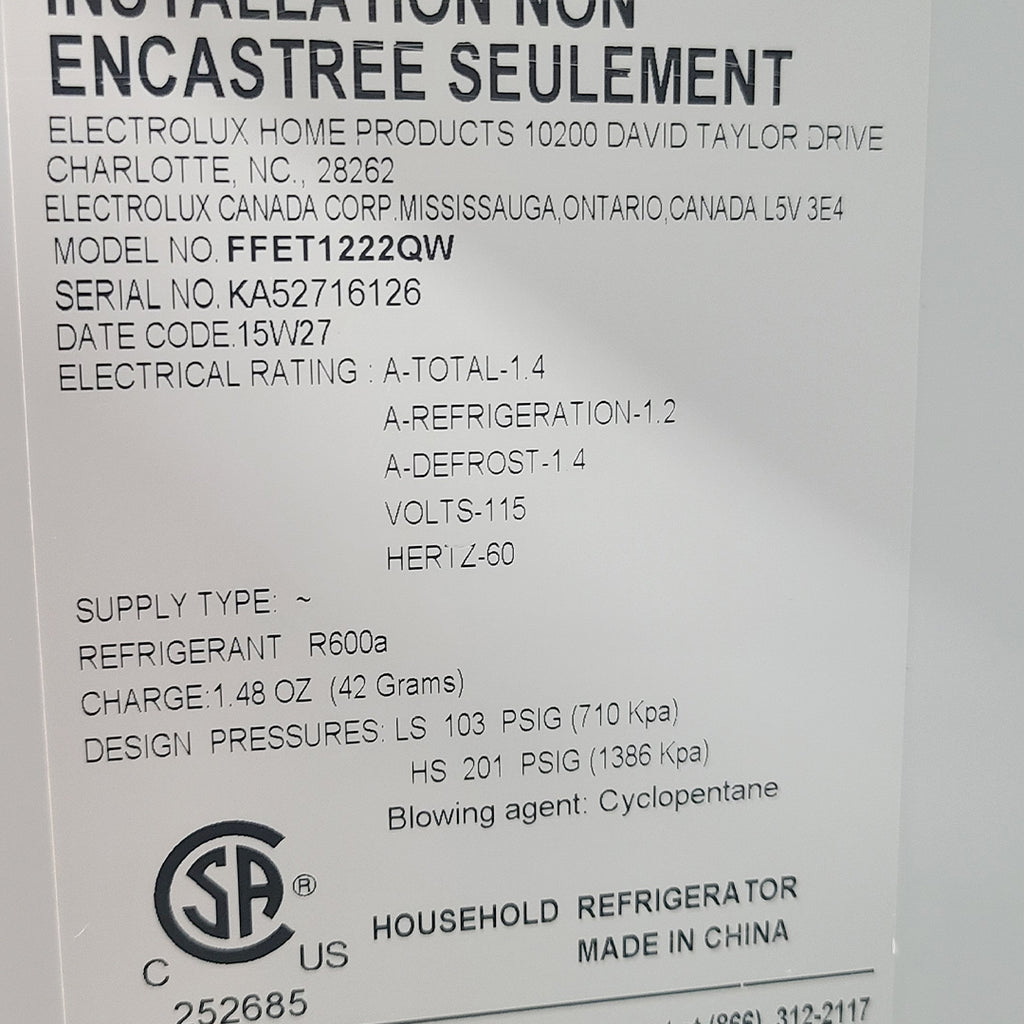 INSTALLATION NON
ENCASTREE SEULEMENT
ELECTROLUX HOME PRODUCTS 10200 DAVID TAYLOR DRIVE
CHARLOTTE, NC., 28262
ELECTROLUX CANADA CORP.MISSISSAUGA,ONTARIO,CANADA L5V 3E4
MODEL NO. FFET1222QW
SERIAL NO. KA52716126
DATE CODE.15W27
ELECTRICAL RATING : A-TOTAL-1.4
A-REFRIGERATION-1.2
A-DEFROST-1.4
VOLTS-115
HERTZ-60
SUPPLY TYPE: ~
REFRIGERANT R600a
CHARGE:1.48 OZ (42 Grams)
DESIGN PRESSURES: LS 103 PSIG (710 Kpa)
HS 201 PSIG (1386 Kpa)
Blowing agent: Cyclopentane
CSA ®
C US
252685
HOUSEHOLD REFRIGERATOR
MADE IN CHINA
(866) 312-2117